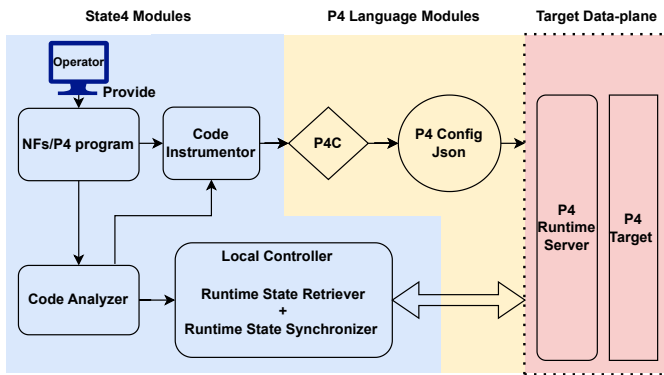 State4 Modules
P4 Language Modules
Target Data-plane
Operator
Provide
NFs/P4 program
Code
Instrumentor
P4C
P4 Config
Json
P4
Runtime
Server
P4
Target
Code Analyzer
Local Controller
Runtime State Retriever
+
Runtime State Synchronizer